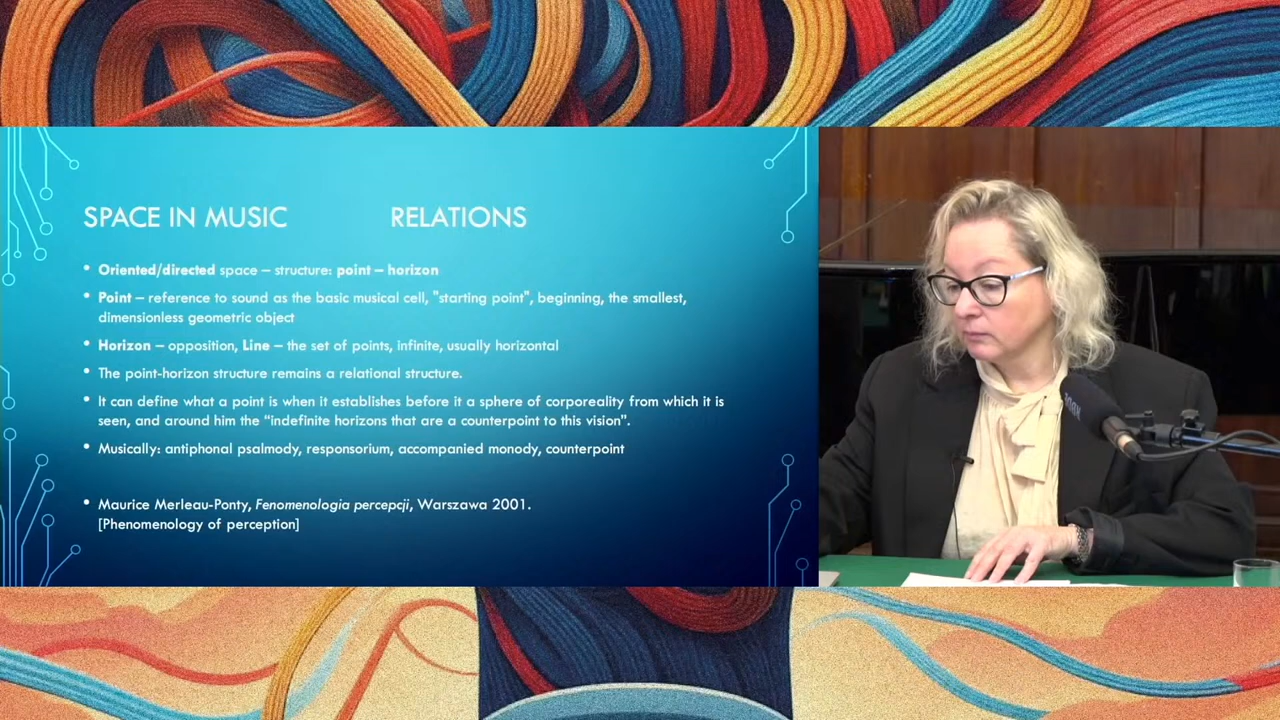 SPACE IN MUSIC RELATIONS
• Oriented/directed space – structure: point – horizon
• Point – reference to sound as the basic musical cell, "starting point", beginning, the smallest,
dimensionless geometric object
• Horizon – opposition, Line – the set of points, infinite, usually horizontal
• The point-horizon structure remains a relational structure.
• It can define what a point is when it establishes before it a sphere of corporeality from which it is
seen, and around him the “indefinite horizons that are a counterpoint to this vision”.
• Musically: antiphonal psalmody, responsorium, accompanied monody, counterpoint
• Maurice Merleau-Ponty, Fenomenologia percepcji, Warszawa 2001.
[Phenomenology of perception]